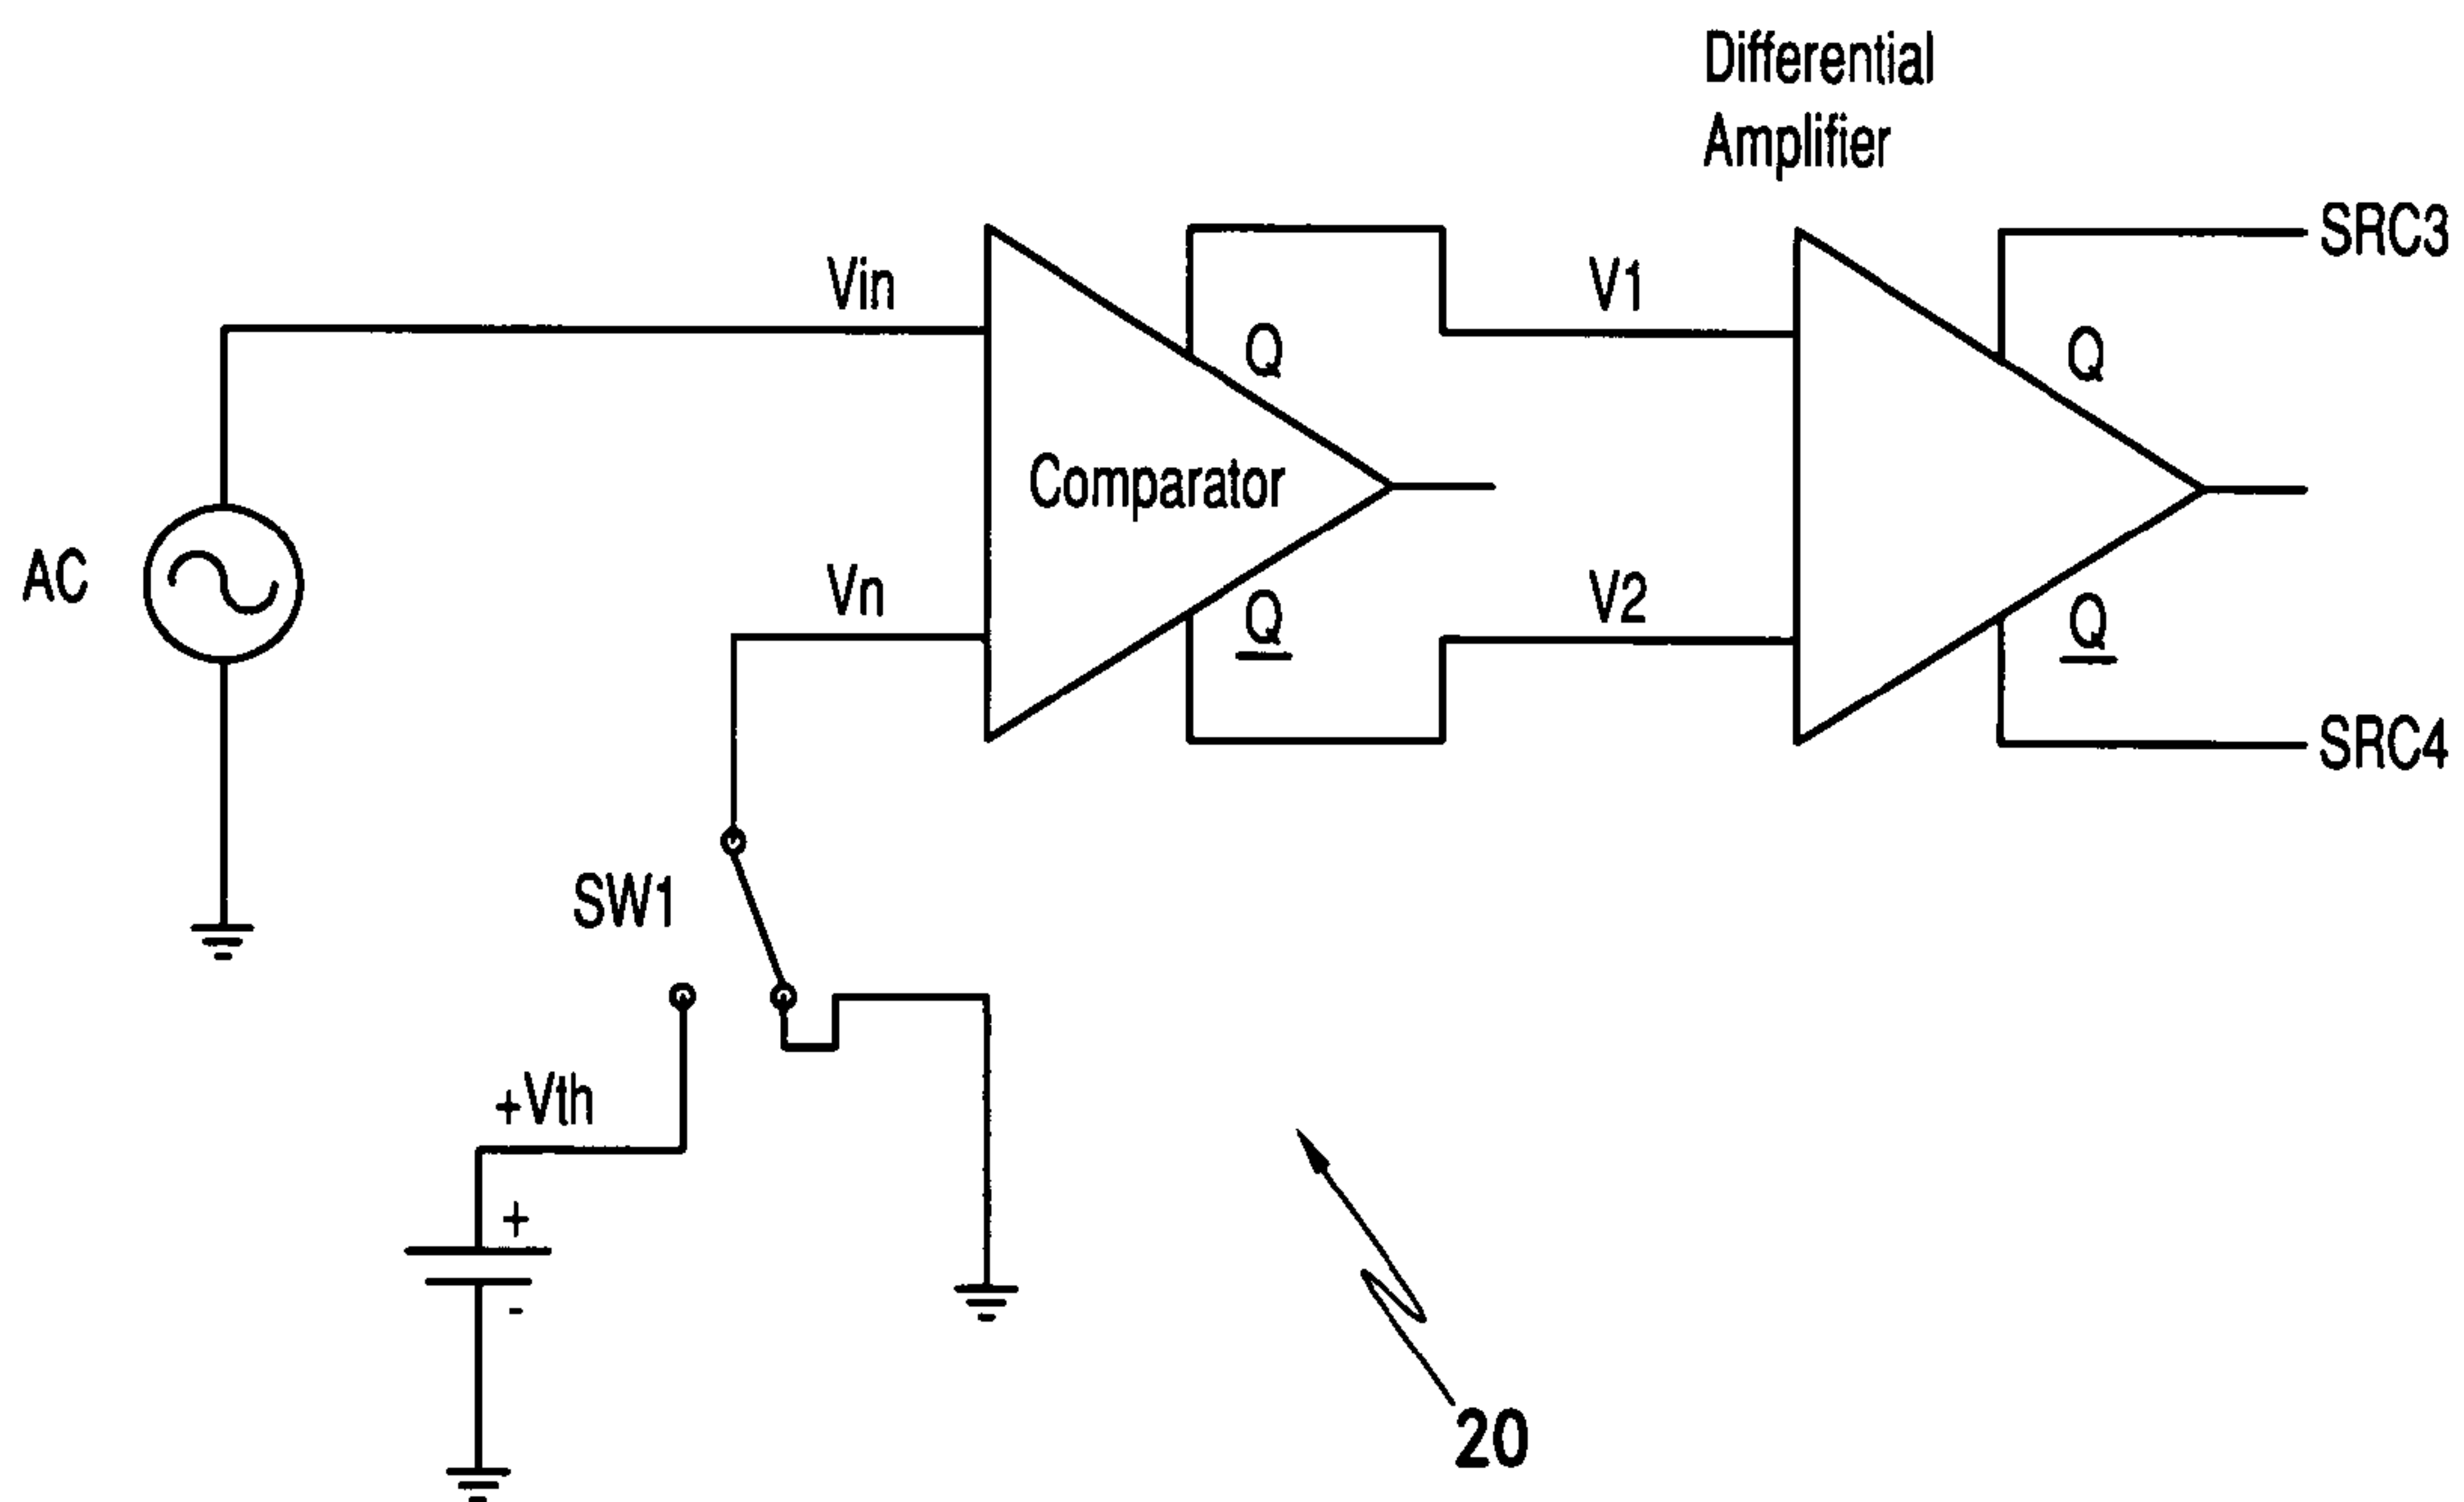 Differential
Amplifier
SRC3
Vin
V1
Q
Q
Comparator
AC
Vn
V2
Q
Q
SRC4
SW1
+Vth
+
-
20